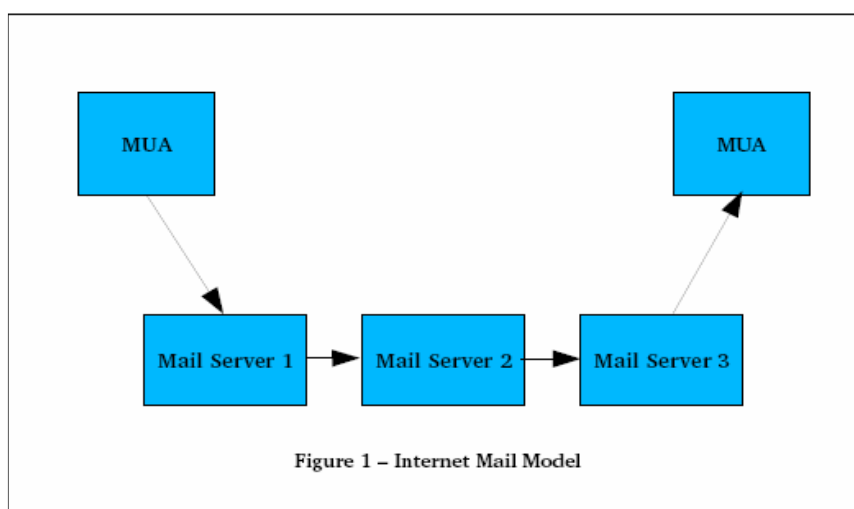 MUA
MUA
Mail Server 1
Mail Server 2
Mail Server 3
Figure 1 – Internet Mail Model